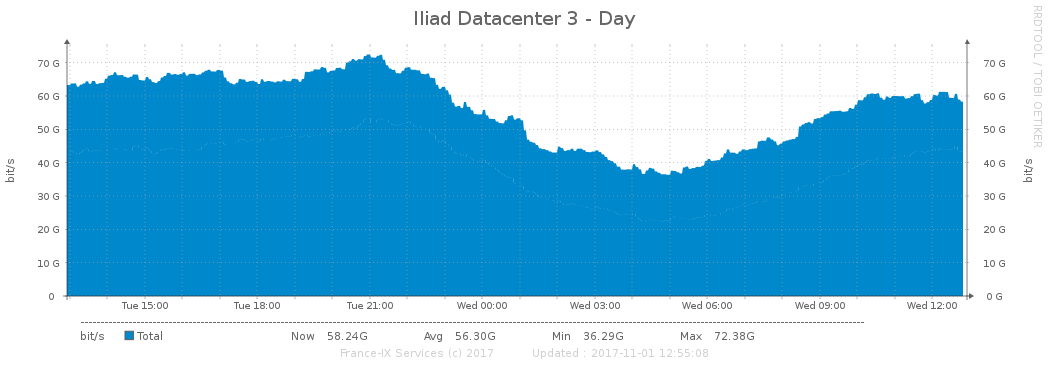 Iliad Datacenter 3 - Day
RRDTOOL / TOBI OETIKER
bit/s
70 G 70 G
60 G 60 G
50 G 50 G
40 G 40 G
30 G 30 G
20 G 20 G
10 G 10 G
0 0 G
bit/s
Tue 15:00 Tue 18:00 Tue 21:00 Wed 00:00 Wed 03:00 Wed 06:00 Wed 09:00 Wed 12:00
bit/s Total Now 58.24G Avg 56.30G Min 36.29G Max 72.38G
France-IX Services (c) 2017 Updated : 2017-11-01 12:55:08